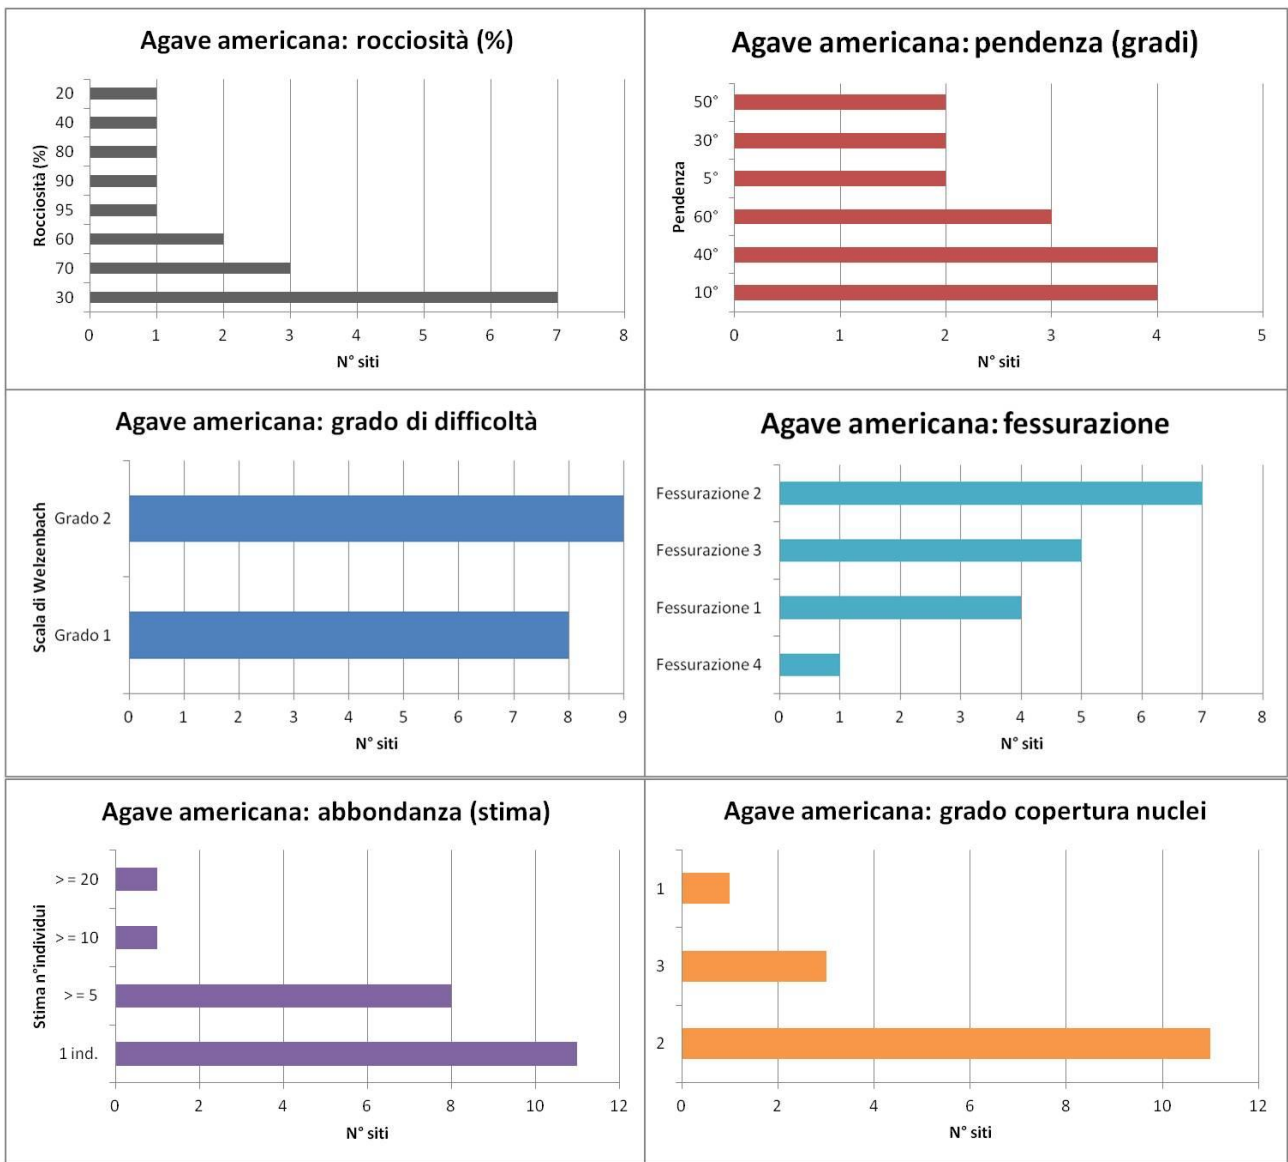 Agave americana: rocciosità (%)
Rocciosità (%)
20
40
80
90
95
60
70
30
0 1 2 3 4 5 6 7 8
N° siti
Agave americana: pendenza (gradi)
Pendenza
50°
30°
5°
60°
40°
10°
0 1 2 3 4 5
N° siti
Agave americana: grado di difficoltà
Scala di Welzenbach
Grado 2
Grado 1
0 1 2 3 4 5 6 7 8 9
N° siti
Agave americana: fessurazione
Fessurazione 2
Fessurazione 3
Fessurazione 1
Fessurazione 4
0 1 2 3 4 5 6 7 8
N° siti
Agave americana: abbondanza (stima)
Stima n°individui
> = 20
> = 10
> = 5
1 ind.
0 2 4 6 8 10 12
N° siti
Agave americana: grado copertura nuclei
1
3
2
0 2 4 6 8 10 12
N° siti